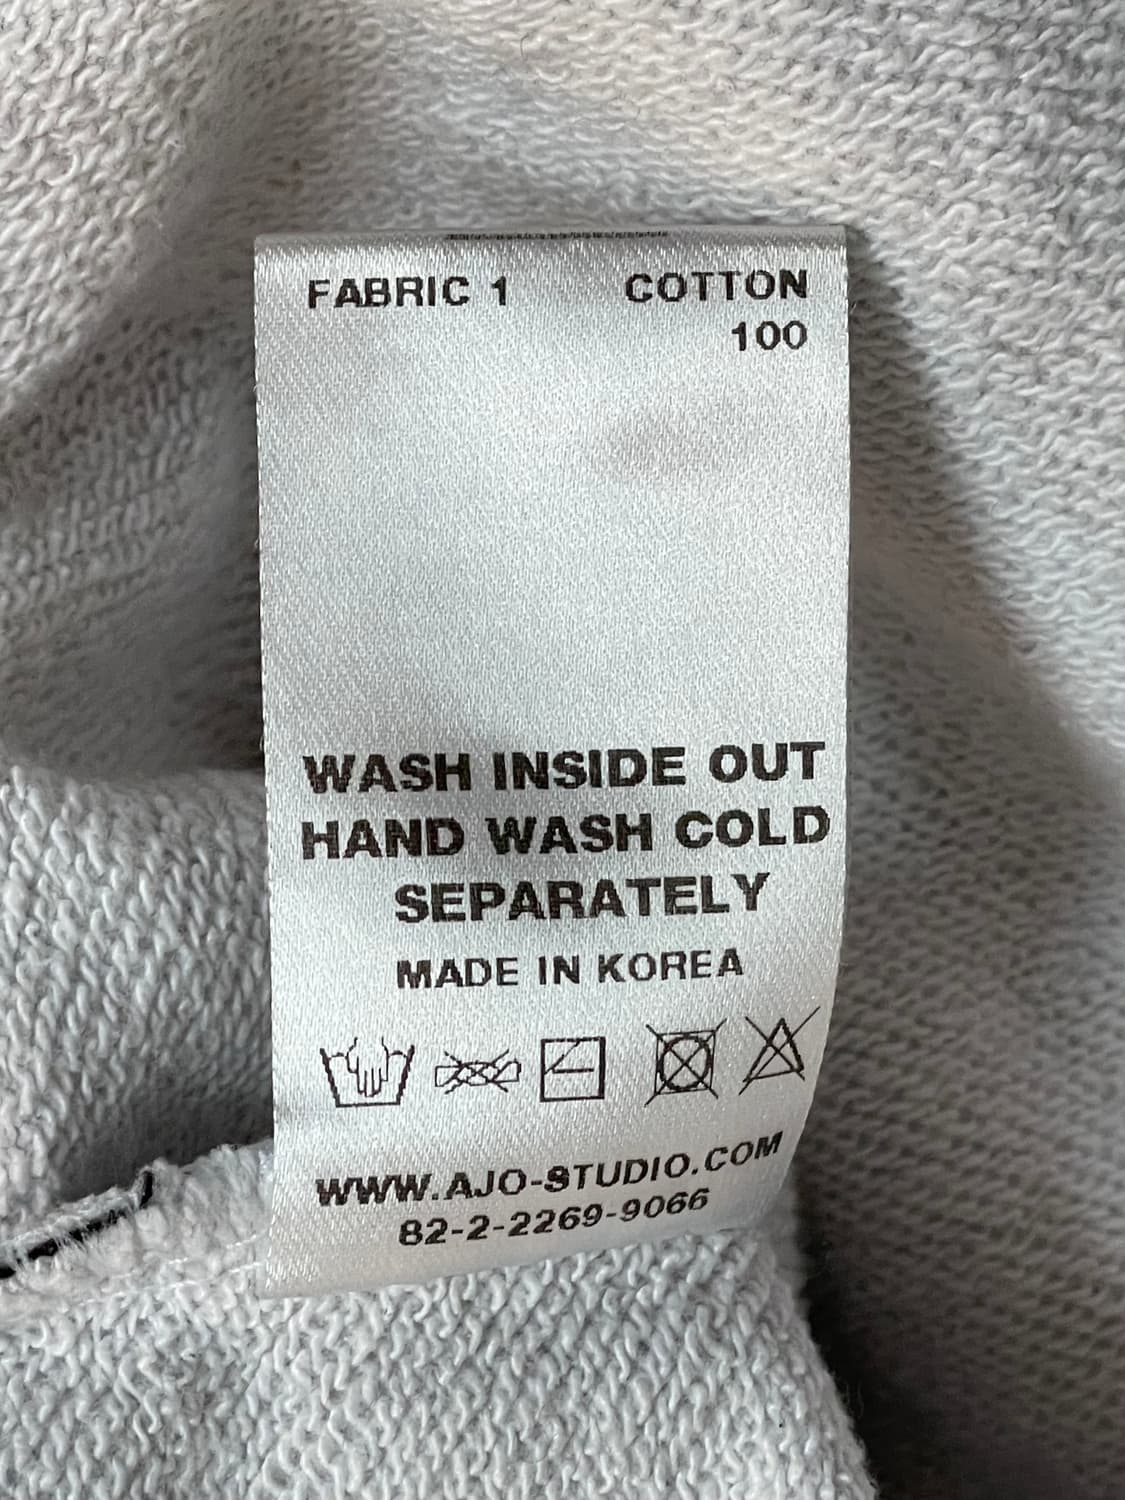 FABRIC 1 COTTON
100
WASH INSIDE OUT
HAND WASH COLD
SEPARATELY
MADE IN KOREA
WWW.AJO-STUDIO.COM
82-2-2269-9066